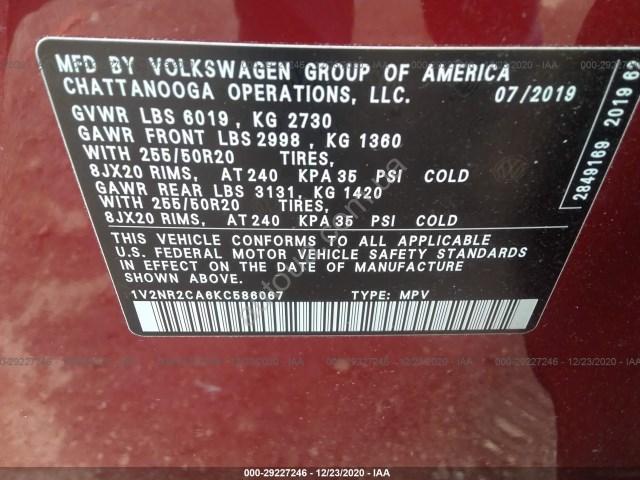 MFD BY VOLKSWAGEN GROUP OF AMERICA
CHATTANOOGA OPERATIONS, LLC. 07/2019
GVWR LBS 6019, KG 2730
GAWR FRONT LBS 2998, KG 1360
WITH 255/50R20 TIRES,
8JX20 RIMS, AT 240 KPA 35 PSI COLD
GAWR REAR LBS 3131, KG 1420
WITH 255/50R20 TIRES,
8JX20 RIMS, AT 240 KPA 35 PSI COLD
THIS VEHICLE CONFORMS TO ALL APPLICABLE
U.S. FEDERAL MOTOR VEHICLE SAFETY STANDARDS
IN EFFECT ON THE DATE OF MANUFACTURE
SHOWN ABOVE.
1V2NR2CA6KC586067 TYPE: MPV
2849169 2019 69
000-29227246 - 12/23/2020 - IAA